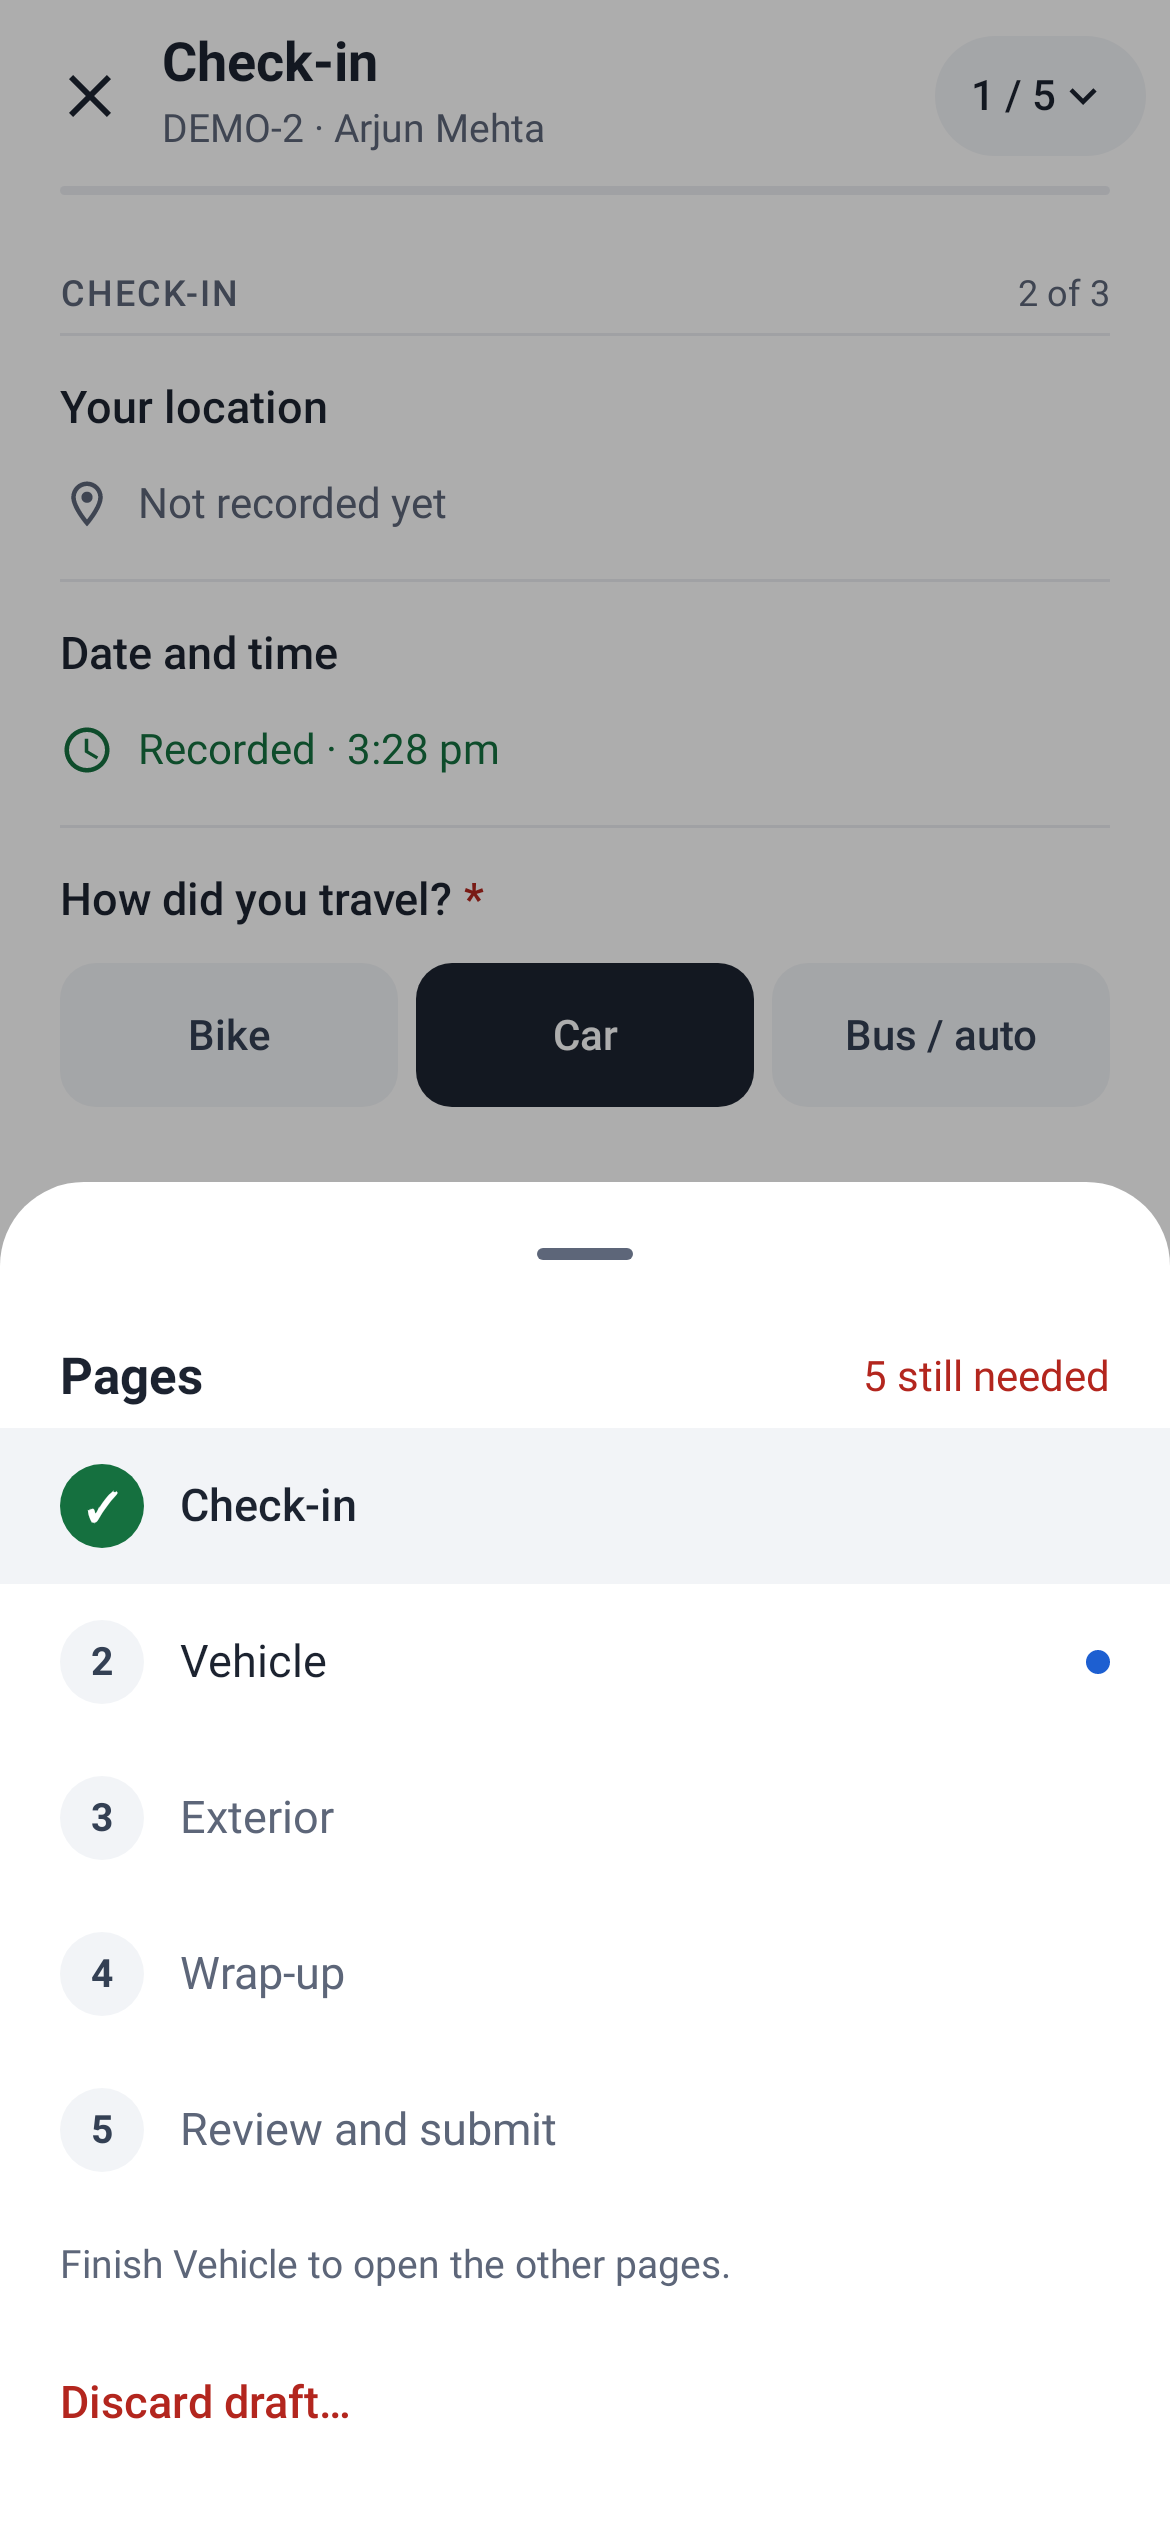 Check-in
DEMO-2 · Arjun Mehta
1 / 5
CHECK-IN
2 of 3
Your location
Not recorded yet
Date and time
Recorded · 3:28 pm
How did you travel? *
Bike
Car
Bus / auto
Pages
5 still needed
✓ Check-in
2 Vehicle
3 Exterior
4 Wrap-up
5 Review and submit
Finish Vehicle to open the other pages.
Discard draft...